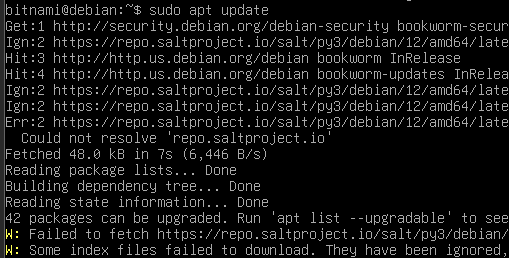 bitnami@debian:~$ sudo apt update
Get:1 http://security.debian.org/debian-security bookworm-secur
Ign:2 https://repo.saltproject.io/salt/py3/debian/12/amd64/late
Hit:3 http://http.us.debian.org/debian bookworm InRelease
Hit:4 http://http.us.debian.org/debian bookworm-updates InRelea
Ign:2 https://repo.saltproject.io/salt/py3/debian/12/amd64/late
Ign:2 https://repo.saltproject.io/salt/py3/debian/12/amd64/late
Err:2 https://repo.saltproject.io/salt/py3/debian/12/amd64/late
Could not resolve 'repo.saltproject.io'
Fetched 48.0 kB in 7s (6,446 B/s)
Reading package lists... Done
Building dependency tree... Done
Reading state information... Done
42 packages can be upgraded. Run 'apt list --upgradable' to see
W: Failed to fetch https://repo.saltproject.io/salt/py3/debian/
W: Some index files failed to download. They have been ignored,